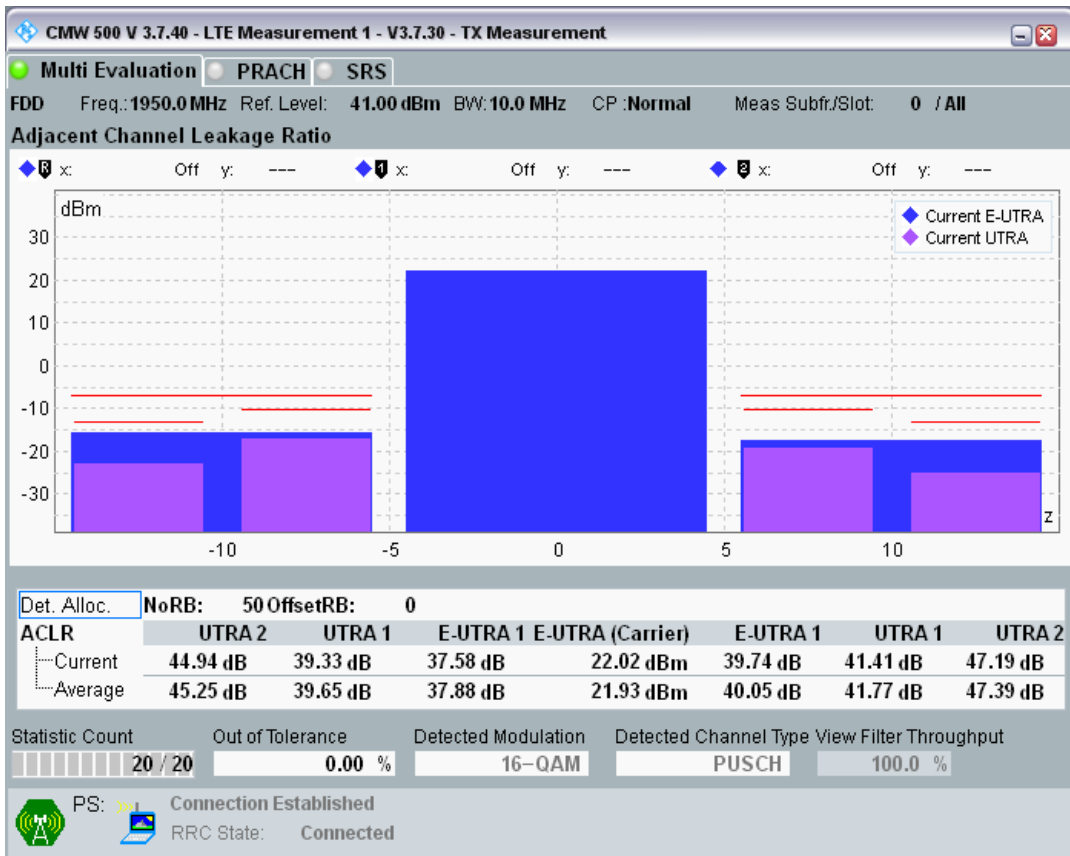 CMW 500 V 3.7.40 - LTE Measurement 1 - V3.7.30 - TX Measurement
Multi Evaluation PRACH SRS
FDD Freq.: 1950.0 MHz Ref. Level: 41.00 dBm BW: 10.0 MHz CP : Normal Meas Subfr./Slot: 0 / All
Adjacent Channel Leakage Ratio
R x: Off y: --- 1 x: Off y: --- 2 x: Off y: ---
dBm
Current E-UTRA
Current UTRA
30
20
10
0
-10
-20
-30
z
-10 -5 0 5 10
Det. Alloc. NoRB: 50 OffsetRB: 0
ACLR UTRA 2 UTRA 1 E-UTRA 1 E-UTRA (Carrier) E-UTRA 1 UTRA 1 UTRA 2
Current 44.94 dB 39.33 dB 37.58 dB 22.02 dBm 39.74 dB 41.41 dB 47.19 dB
Average 45.25 dB 39.65 dB 37.88 dB 21.93 dBm 40.05 dB 41.77 dB 47.39 dB
Statistic Count Out of Tolerance Detected Modulation Detected Channel Type View Filter Throughput
20 / 20 0.00 % 16-QAM PUSCH 100.0 %
PS: Connection Established
RRC State: Connected